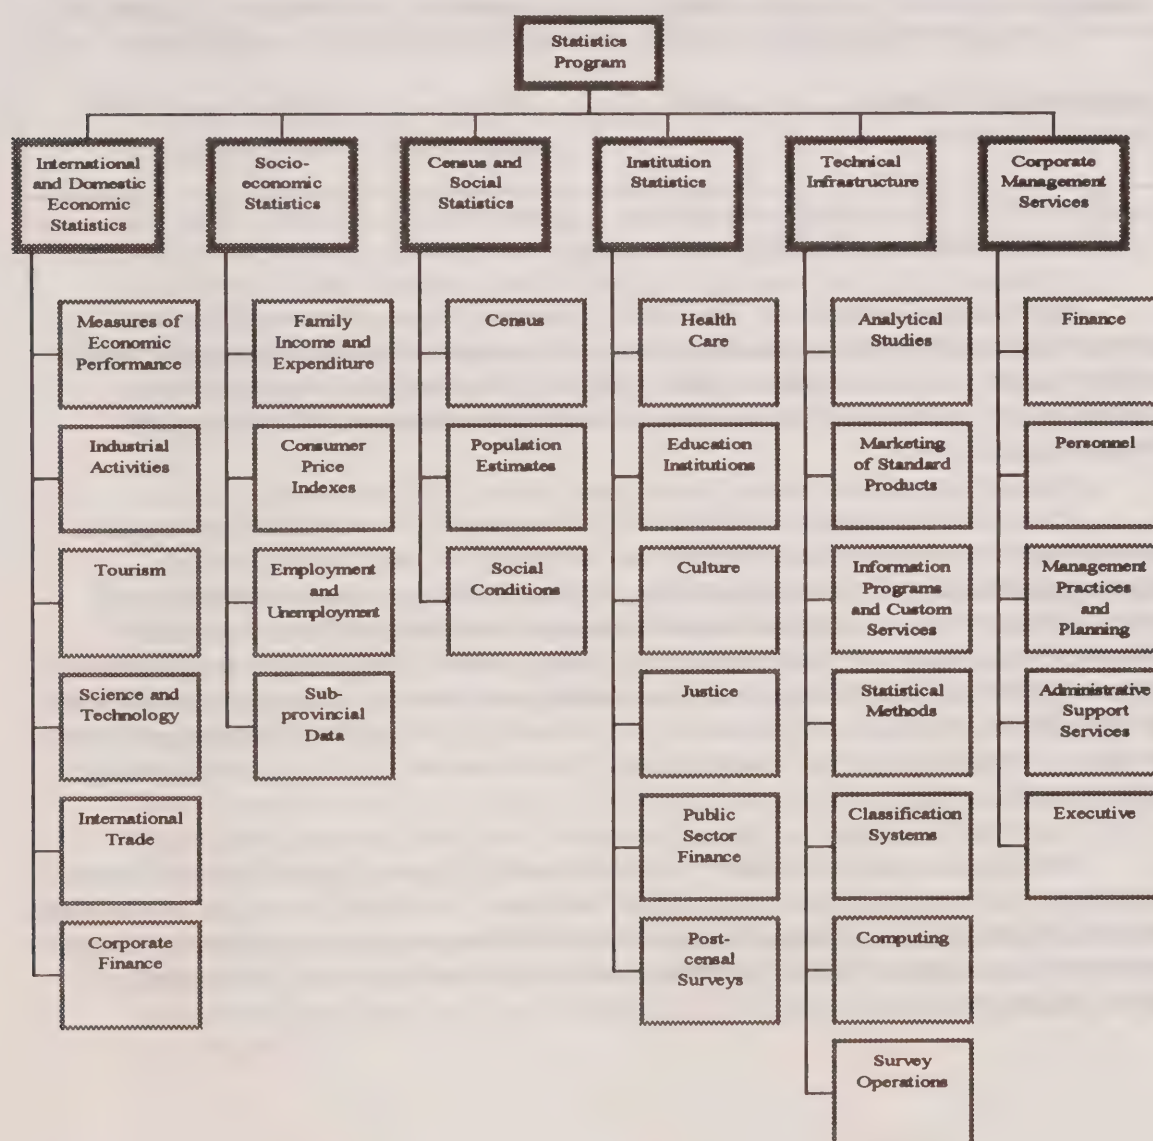 Statistics
Program
International
and Domestic
Economic
Statistics
Socio-
economic
Statistics
Census and
Social
Statistics
Institution
Statistics
Technical
Infrastructure
Corporate
Management
Services
Measures of
Economic
Performance
Industrial
Activities
Tourism
Science and
Technology
International
Trade
Corporate
Finance
Family
Income and
Expenditure
Consumer
Price
Indexes
Employment
and
Unemployment
Sub-
provincial
Data
Census
Population
Estimates
Social
Conditions
Health
Care
Education
Institutions
Culture
Justice
Public
Sector
Finance
Post-
censal
Surveys
Analytical
Studies
Marketing
of Standard
Products
Information
Programs
and Custom
Services
Statistical
Methods
Classification
Systems
Computing
Survey
Operations
Finance
Personnel
Management
Practices
and
Planning
Administrative
Support
Services
Executive